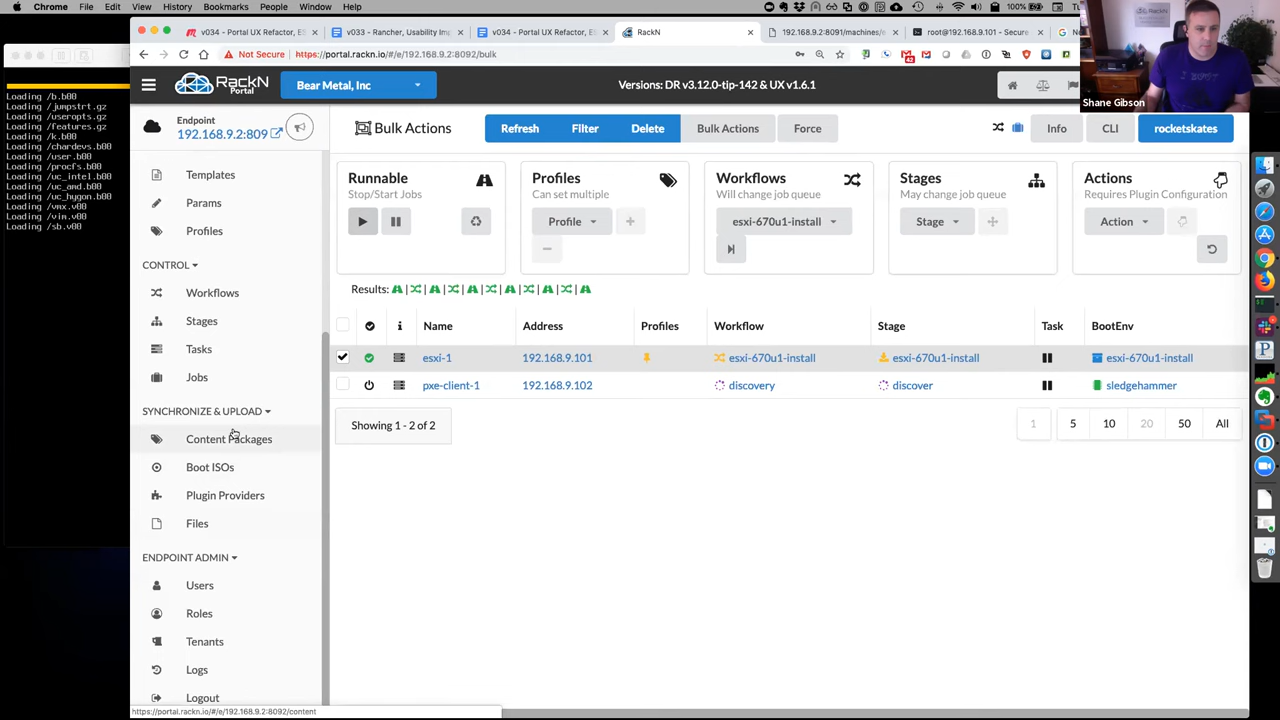 Chrome File Edit View History Bookmarks People Window Help
100%
v034 - Portal UX Refactor, ES
v033 - Rancher, Usability Imp
v034 - Portal UX Refactor, ES
RackN
192.168.9.2:8091/machines/e
root@192.168.9.101 - Secure
Not Secure | https://portal.rackn.io/#/e/192.168.9.2:8092/bulk
Loading /b.b00
Loading /jumpstrt.gz
Loading /useropts.gz
Loading /features.gz
Loading /k.b00
Loading /chardevs.b00
Loading /user.b00
Loading /procfs.b00
Loading /uc_intel.b00
Loading /uc_amd.b00
Loading /uc_hygon.b00
Loading /vmx.v00
Loading /vim.v00
Loading /sb.v00
RackN
Portal
Bear Metal, Inc
Versions: DR v3.12.0-tip-142 & UX v1.6.1
Shane Gibson
Endpoint
192.168.9.2:809
Bulk Actions
Refresh
Filter
Delete
Bulk Actions
Force
Info
CLI
rocketskates
Templates
Params
Profiles
CONTROL
Workflows
Stages
Tasks
Jobs
SYNCHRONIZE & UPLOAD
Content Packages
Boot ISOs
Plugin Providers
Files
ENDPOINT ADMIN
Users
Roles
Tenants
Logs
Logout
Runnable
Stop/Start Jobs
Profiles
Can set multiple
Profile
Workflows
Will change job queue
esxi-670u1-install
Stages
May change job queue
Stage
Actions
Requires Plugin Configuration
Action
Results:
Name Address Profiles Workflow Stage Task BootEnv
esxi-1 192.168.9.101 esxi-670u1-install esxi-670u1-install esxi-670u1-install
pxe-client-1 192.168.9.102 discovery discover sledgehammer
Showing 1 - 2 of 2
1 5 10 20 50 All
https://portal.rackn.io/#/e/192.168.9.2:8092/content